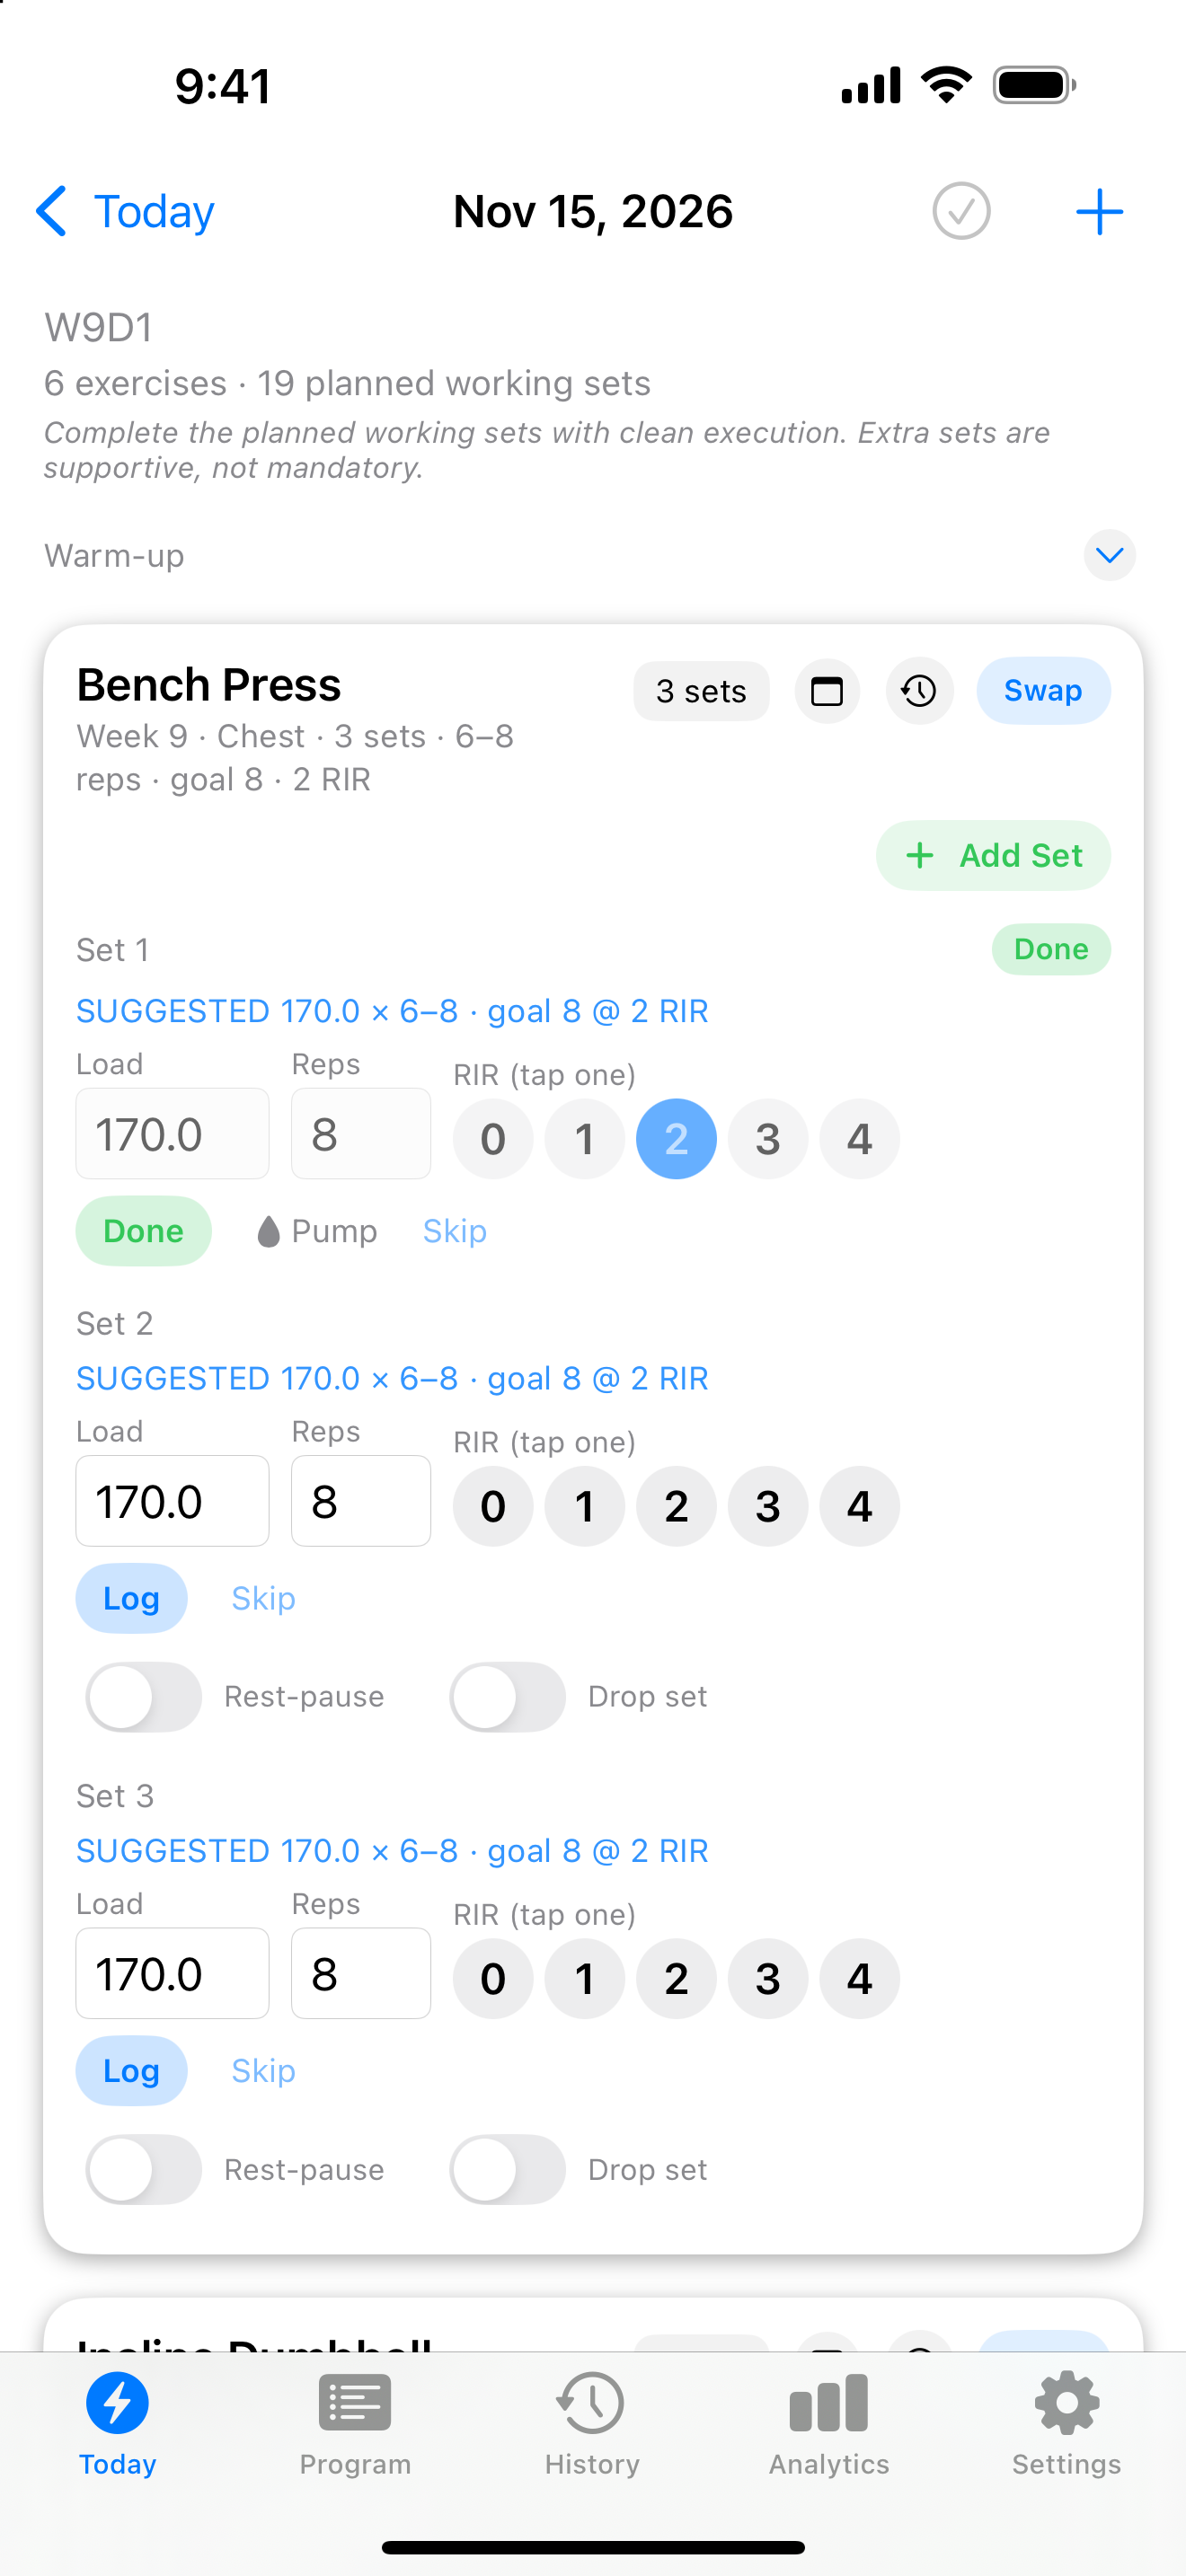 9:41
Today
Nov 15, 2026
W9D1
6 exercises · 19 planned working sets
Complete the planned working sets with clean execution. Extra sets are
supportive, not mandatory.
Warm-up
Bench Press
3 sets
Swap
Week 9 · Chest · 3 sets · 6–8
reps · goal 8 · 2 RIR
+ Add Set
Set 1
Done
SUGGESTED 170.0 × 6–8 · goal 8 @ 2 RIR
Load
Reps
RIR (tap one)
170.0
8
0
1
2
3
4
Done
Pump
Skip
Set 2
SUGGESTED 170.0 × 6–8 · goal 8 @ 2 RIR
Load
Reps
RIR (tap one)
170.0
8
0
1
2
3
4
Log
Skip
Rest-pause
Drop set
Set 3
SUGGESTED 170.0 × 6–8 · goal 8 @ 2 RIR
Load
Reps
RIR (tap one)
170.0
8
0
1
2
3
4
Log
Skip
Rest-pause
Drop set
Incline Dumbbell
Today
Program
History
Analytics
Settings